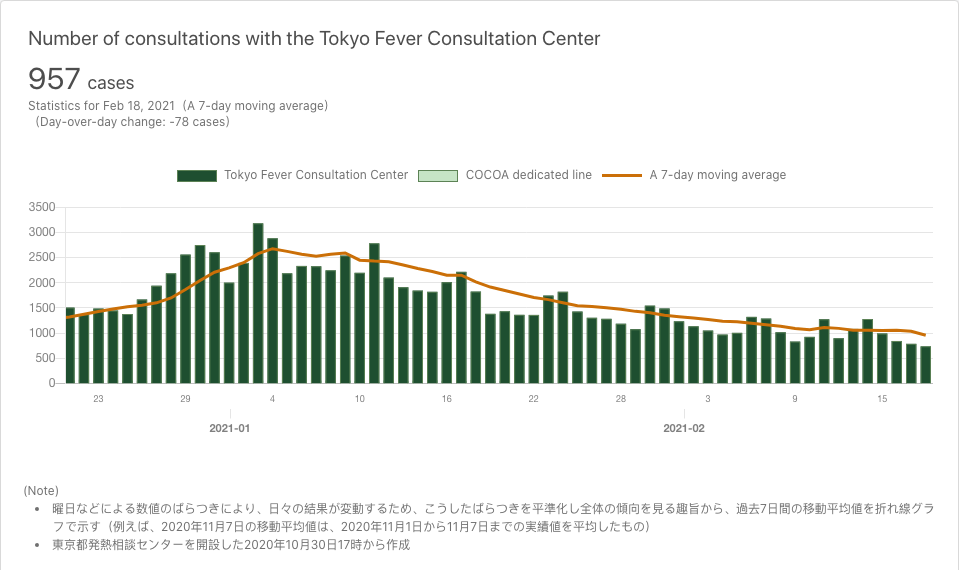 Number of consultations with the Tokyo Fever Consultation Center
957 cases
Statistics for Feb 18, 2021（A 7-day moving average）
（Day-over-day change: -78 cases）
Tokyo Fever Consultation Center COCOA dedicated line A 7-day moving average
3500
3000
2500
2000
1500
1000
500
0
23 29 4 10 16 22 28 3 9 15
2021-01 2021-02
(Note)
• 曜日などによる数値のばらつきにより、日々の結果が変動するため、こうしたばらつきを平準化し全体の傾向を見る趣旨から、過去7日間の移動平均値を折れ線グラ
フで示す（例えば、2020年11月7日の移動平均値は、2020年11月1日から11月7日までの実績値を平均したもの）
• 東京都発熱相談センターを開設した2020年10月30日17時から作成